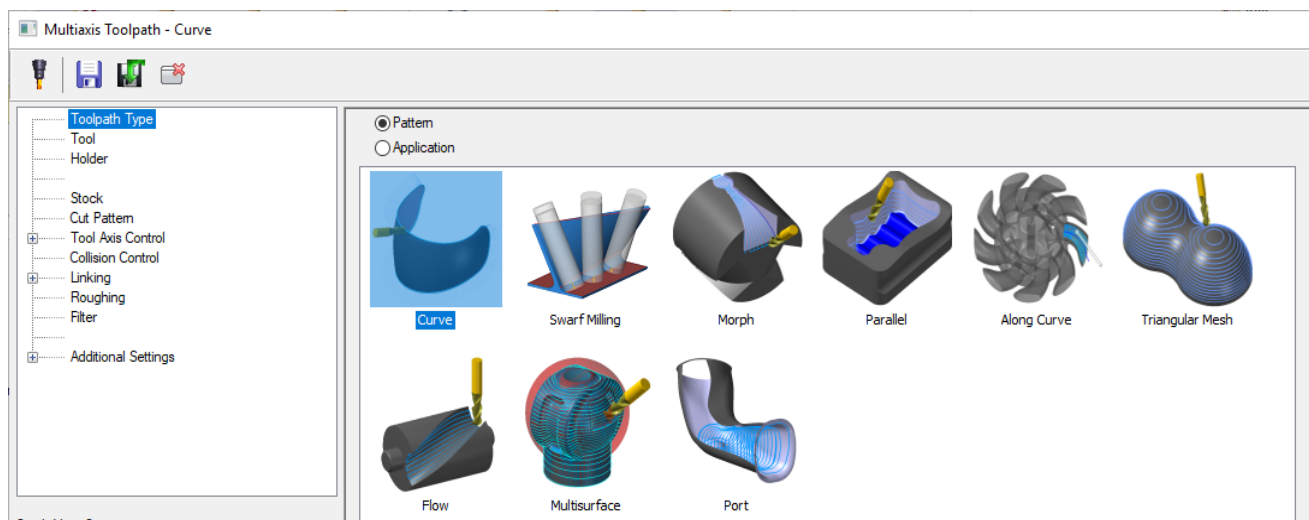 Multiaxis Toolpath - Curve
Toolpath Type
Tool
Holder
Stock
Cut Pattern
Tool Axis Control
Collision Control
Linking
Roughing
Filter
Additional Settings
Pattern
Application
Curve
Swarf Milling
Morph
Parallel
Along Curve
Triangular Mesh
Flow
Multisurface
Port